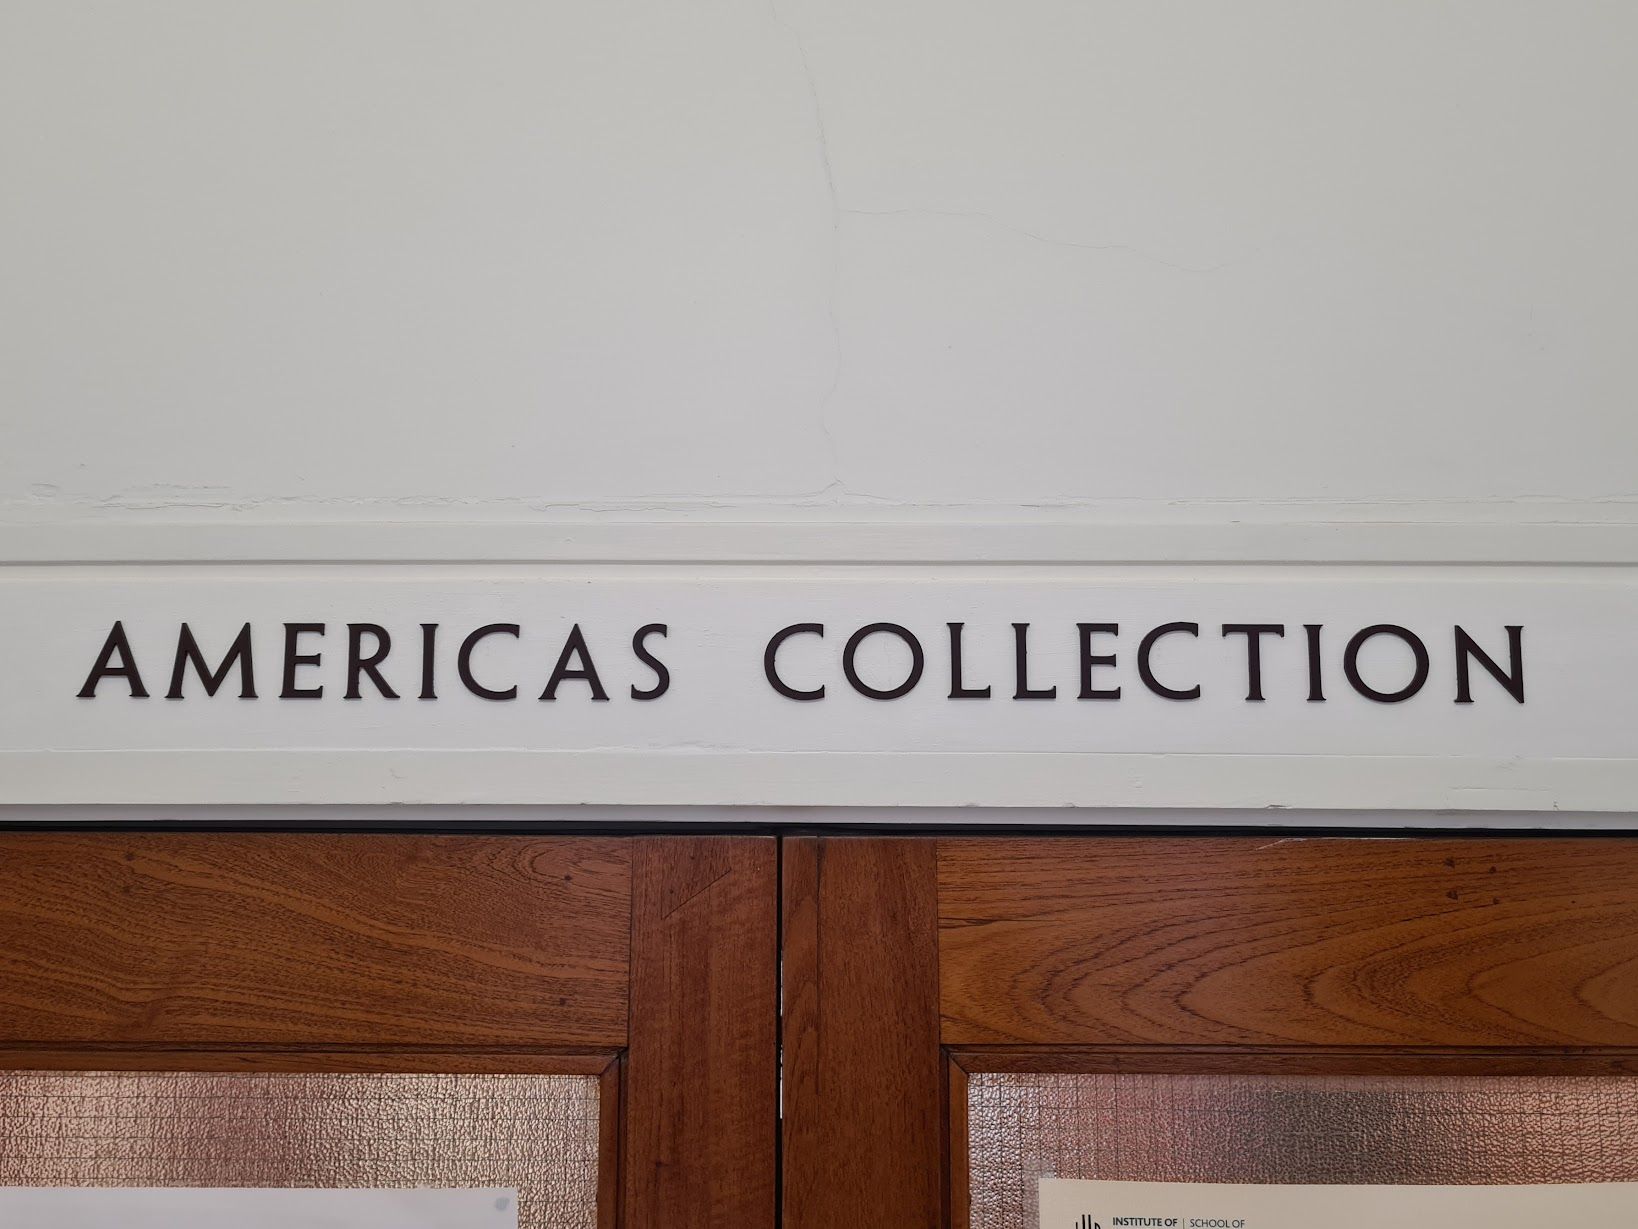 AMERICAS COLLECTION
INSTITUTE OF | SCHOOL OF